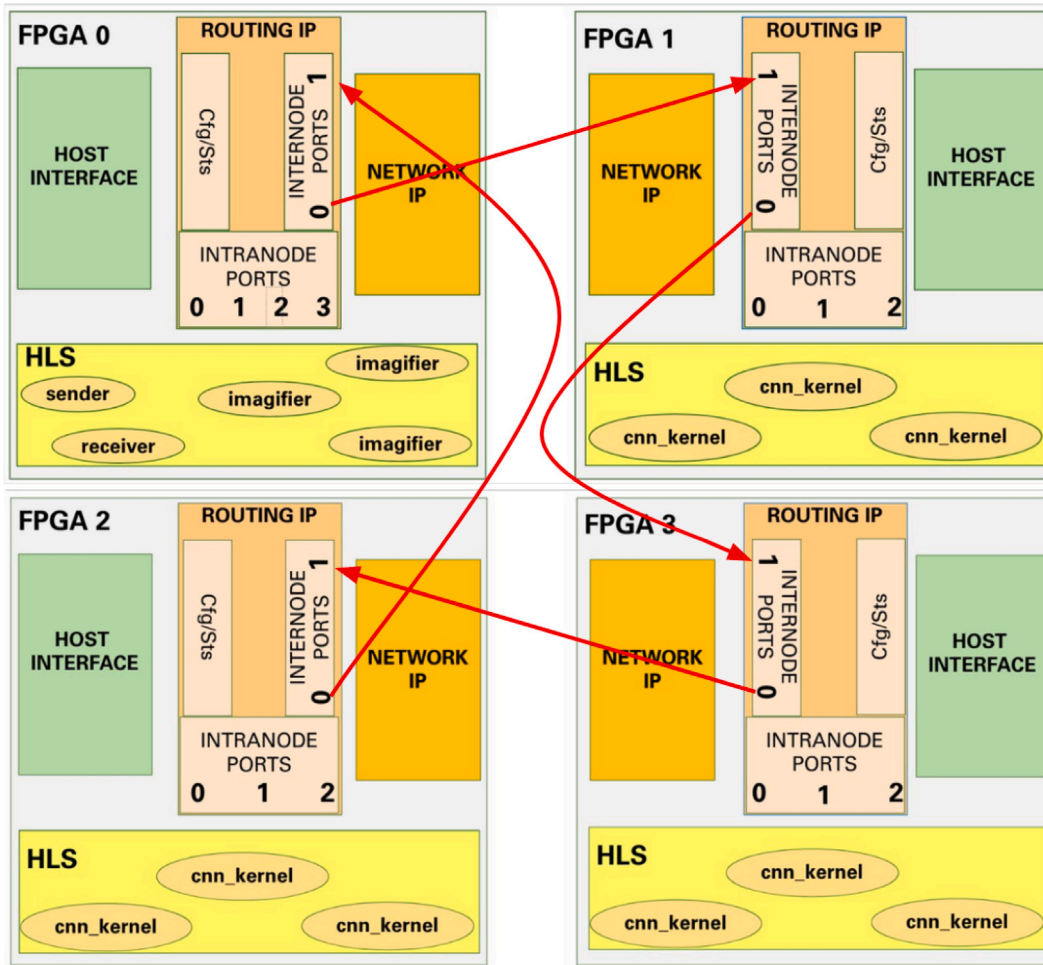 FPGA 0
ROUTING IP
HOST
INTERFACE
Cfg/Sts
INTERNODE
PORTS
1
0
NETWORK
IP
INTRANODE
PORTS
0 1 2 3
HLS
sender
imagifier
imagifier
receiver
imagifier
FPGA 1
ROUTING IP
NETWORK
IP
INTERNODE
PORTS
1
0
Cfg/Sts
HOST
INTERFACE
INTRANODE
PORTS
0 1 2
HLS
cnn_kernel
cnn_kernel
cnn_kernel
FPGA 2
ROUTING IP
HOST
INTERFACE
Cfg/Sts
INTERNODE
PORTS
1
0
NETWORK
IP
INTRANODE
PORTS
0 1 2
HLS
cnn_kernel
cnn_kernel
cnn_kernel
FPGA 3
ROUTING IP
NETWORK
IP
INTERNODE
PORTS
1
0
Cfg/Sts
HOST
INTERFACE
INTRANODE
PORTS
0 1 2
HLS
cnn_kernel
cnn_kernel
cnn_kernel